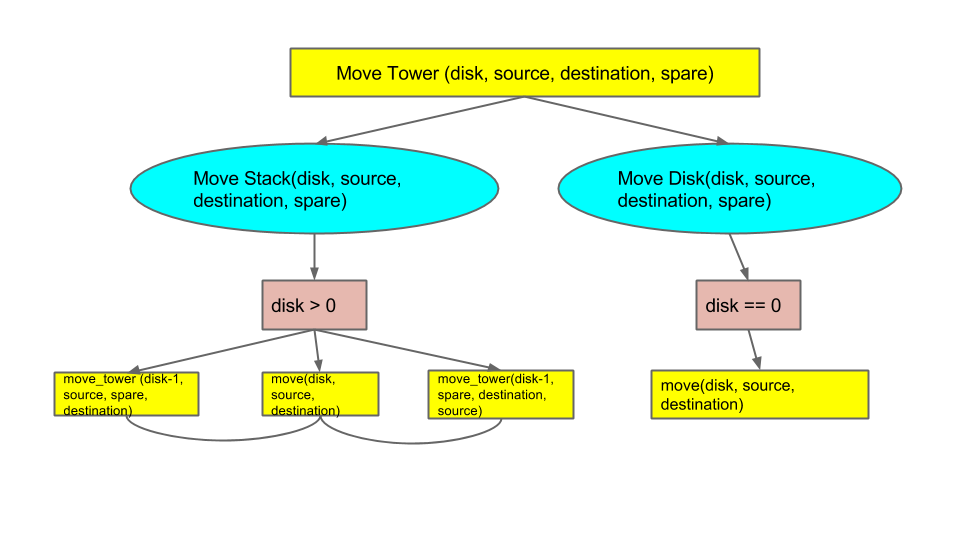 Move Tower (disk, source, destination, spare)
Move Stack(disk, source,
destination, spare)
Move Disk(disk, source,
destination, spare)
disk > 0
disk == 0
move_tower (disk-1,
source, spare,
destination)
move(disk,
source,
destination)
move_tower(disk-1,
spare, destination,
source)
move(disk, source,
destination)